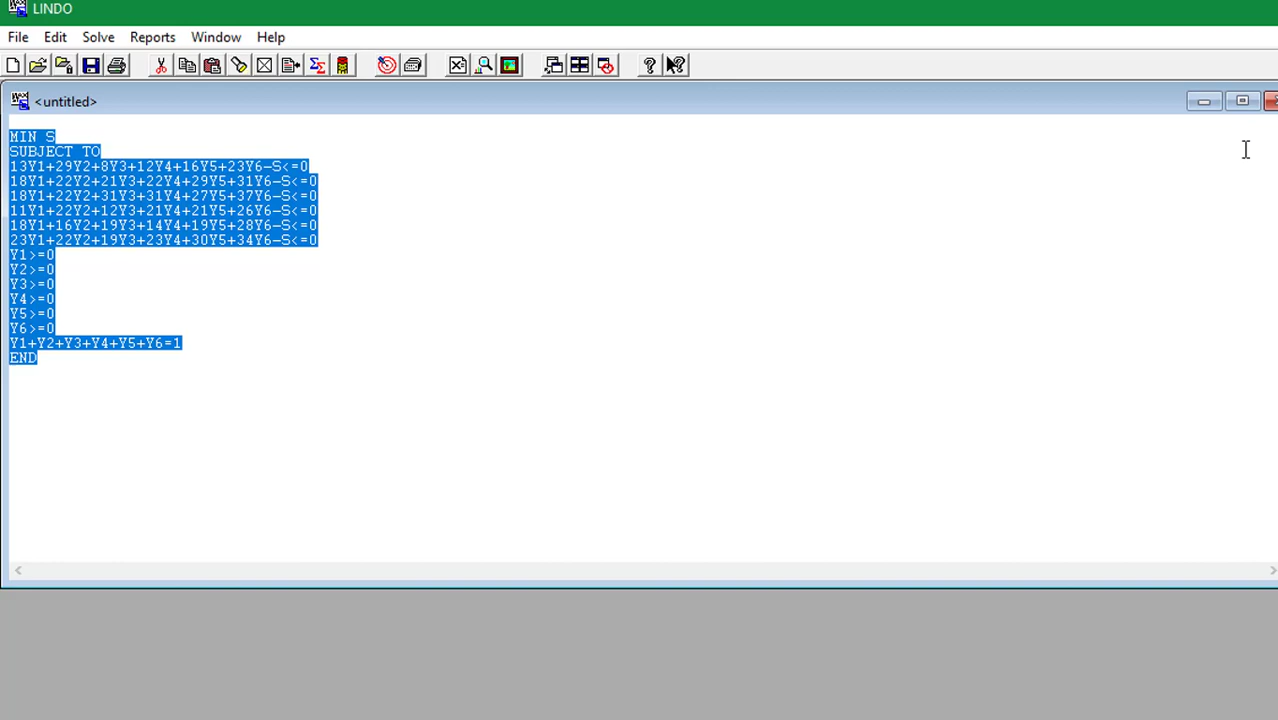 LINDO
File Edit Solve Reports Window Help
<untitled>
MIN S
SUBJECT TO
13Y1+29Y2+8Y3+12Y4+16Y5+23Y6-S<=0
18Y1+22Y2+21Y3+22Y4+29Y5+31Y6-S<=0
18Y1+22Y2+31Y3+31Y4+27Y5+37Y6-S<=0
11Y1+22Y2+12Y3+21Y4+21Y5+26Y6-S<=0
18Y1+16Y2+19Y3+14Y4+19Y5+28Y6-S<=0
23Y1+22Y2+19Y3+23Y4+30Y5+34Y6-S<=0
Y1>=0
Y2>=0
Y3>=0
Y4>=0
Y5>=0
Y6>=0
Y1+Y2+Y3+Y4+Y5+Y6=1
END